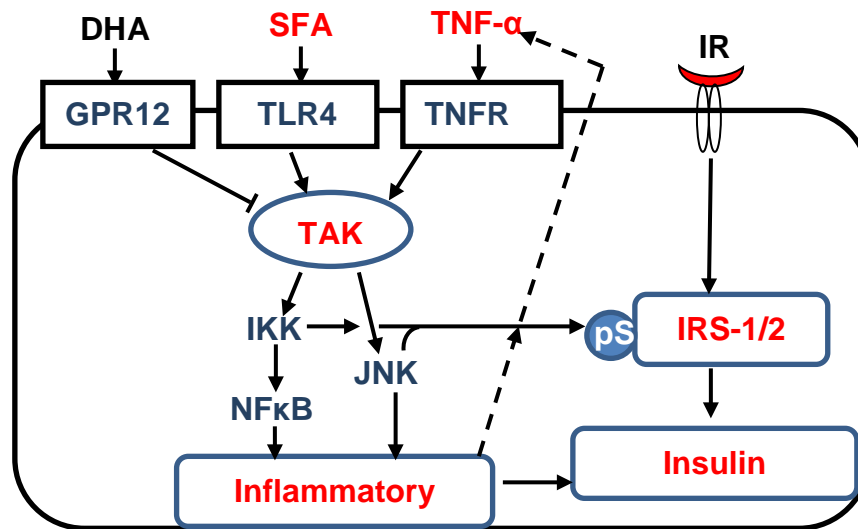 DHA
SFA
TNF-α
IR
GPR12
TLR4
TNFR
TAK
IKK
pS
IRS-1/2
JNK
NFκB
Inflammatory
Insulin